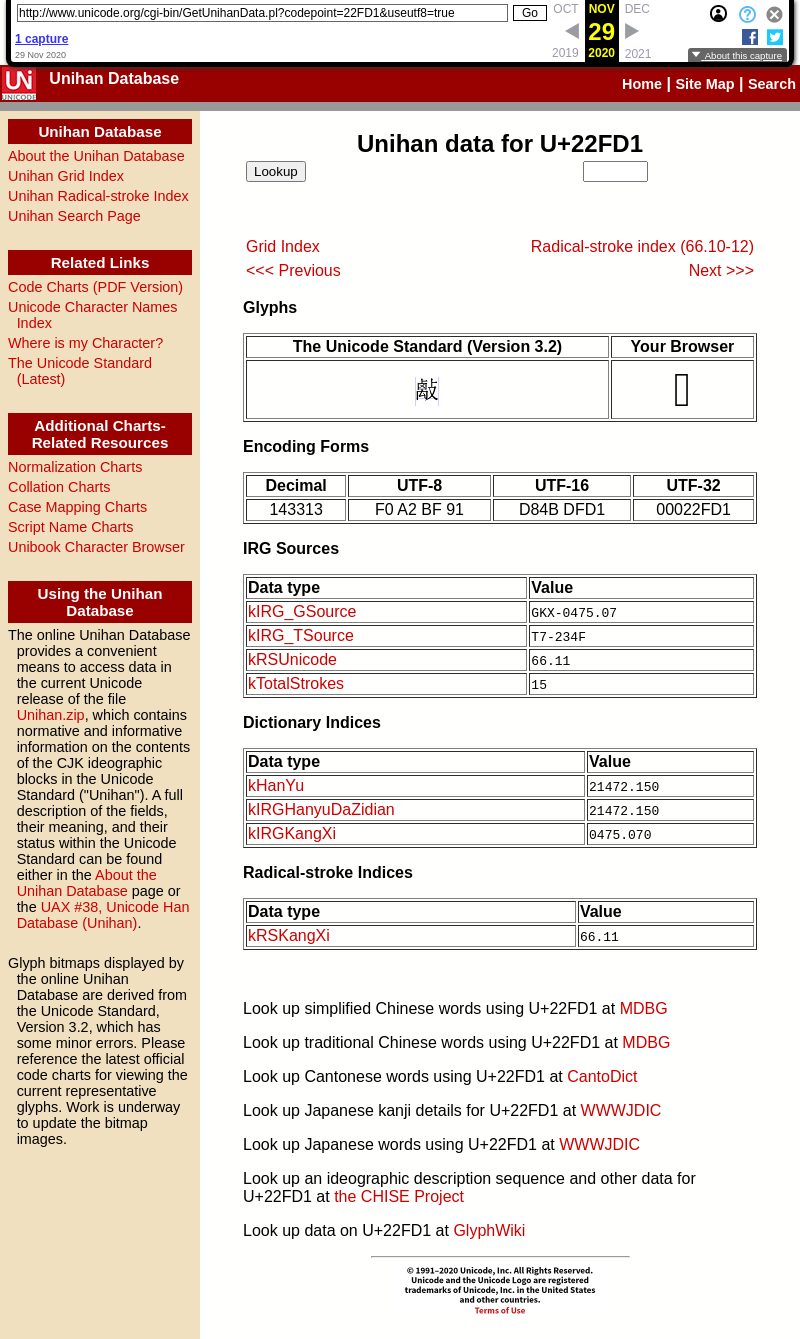 http://www.unicode.org/cgi-bin/GetUnihanData.pl?codepoint=22FD1&useutf8=true
Go
OCT NOV DEC
29
2019 2020 2021
1 capture
29 Nov 2020
About this capture
UNICODE
Unihan Database
Home | Site Map | Search
Unihan Database
About the Unihan Database
Unihan Grid Index
Unihan Radical-stroke Index
Unihan Search Page
Related Links
Code Charts (PDF Version)
Unicode Character Names
Index
Where is my Character?
The Unicode Standard
(Latest)
Additional Charts-
Related Resources
Normalization Charts
Collation Charts
Case Mapping Charts
Script Name Charts
Unibook Character Browser
Using the Unihan
Database
The online Unihan Database
provides a convenient
means to access data in
the current Unicode
release of the file
Unihan.zip, which contains
normative and informative
information on the contents
of the CJK ideographic
blocks in the Unicode
Standard ("Unihan"). A full
description of the fields,
their meaning, and their
status within the Unicode
Standard can be found
either in the About the
Unihan Database page or
the UAX #38, Unicode Han
Database (Unihan).
Glyph bitmaps displayed by
the online Unihan
Database are derived from
the Unicode Standard,
Version 3.2, which has
some minor errors. Please
reference the latest official
code charts for viewing the
current representative
glyphs. Work is underway
to update the bitmap
images.
Unihan data for U+22FD1
Lookup
Grid Index Radical-stroke index (66.10-12)
<<< Previous Next >>>
Glyphs
The Unicode Standard (Version 3.2) Your Browser
𢿑
Encoding Forms
Decimal UTF-8 UTF-16 UTF-32
143313 F0 A2 BF 91 D84B DFD1 00022FD1
IRG Sources
Data type Value
kIRG_GSource GKX-0475.07
kIRG_TSource T7-234F
kRSUnicode 66.11
kTotalStrokes 15
Dictionary Indices
Data type Value
kHanYu 21472.150
kIRGHanyuDaZidian 21472.150
kIRGKangXi 0475.070
Radical-stroke Indices
Data type Value
kRSKangXi 66.11
Look up simplified Chinese words using U+22FD1 at MDBG
Look up traditional Chinese words using U+22FD1 at MDBG
Look up Cantonese words using U+22FD1 at CantoDict
Look up Japanese kanji details for U+22FD1 at WWWJDIC
Look up Japanese words using U+22FD1 at WWWJDIC
Look up an ideographic description sequence and other data for
U+22FD1 at the CHISE Project
Look up data on U+22FD1 at GlyphWiki
© 1991–2020 Unicode, Inc. All Rights Reserved.
Unicode and the Unicode Logo are registered
trademarks of Unicode, Inc. in the United States
and other countries.
Terms of Use